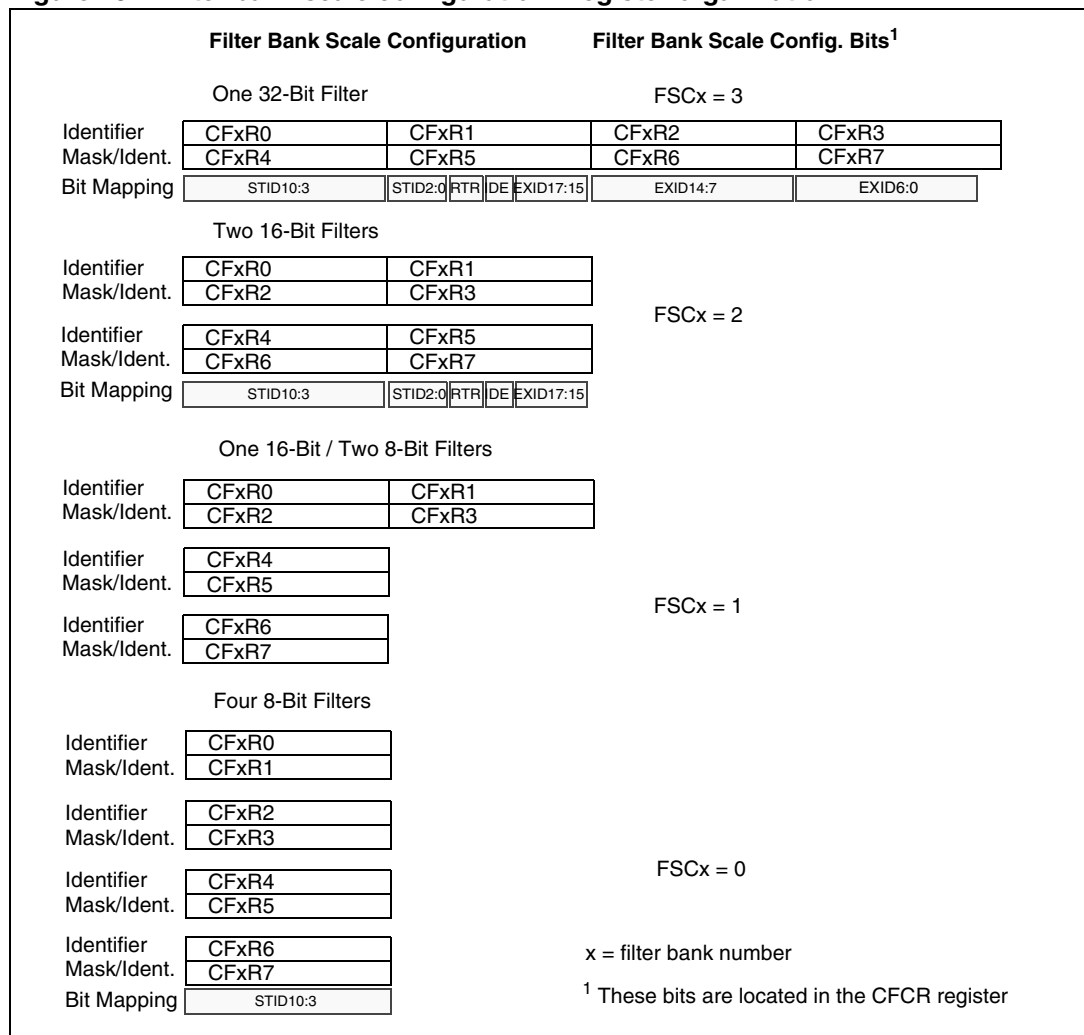 Filter Bank Scale Configuration Filter Bank Scale Config. Bits1
One 32-Bit Filter FSCx = 3
Identifier CFxR0 CFxR1 CFxR2 CFxR3
Mask/Ident. CFxR4 CFxR5 CFxR6 CFxR7
Bit Mapping STID10:3 STID2:0 RTR IDE EXID17:15 EXID14:7 EXID6:0
Two 16-Bit Filters
Identifier CFxR0 CFxR1
Mask/Ident. CFxR2 CFxR3
FSCx = 2
Identifier CFxR4 CFxR5
Mask/Ident. CFxR6 CFxR7
Bit Mapping STID10:3 STID2:0 RTR IDE EXID17:15
One 16-Bit / Two 8-Bit Filters
Identifier CFxR0 CFxR1
Mask/Ident. CFxR2 CFxR3
Identifier CFxR4
Mask/Ident. CFxR5
FSCx = 1
Identifier CFxR6
Mask/Ident. CFxR7
Four 8-Bit Filters
Identifier CFxR0
Mask/Ident. CFxR1
Identifier CFxR2
Mask/Ident. CFxR3
FSCx = 0
Identifier CFxR4
Mask/Ident. CFxR5
Identifier CFxR6
Mask/Ident. CFxR7
x = filter bank number
Bit Mapping STID10:3
1 These bits are located in the CFCR register